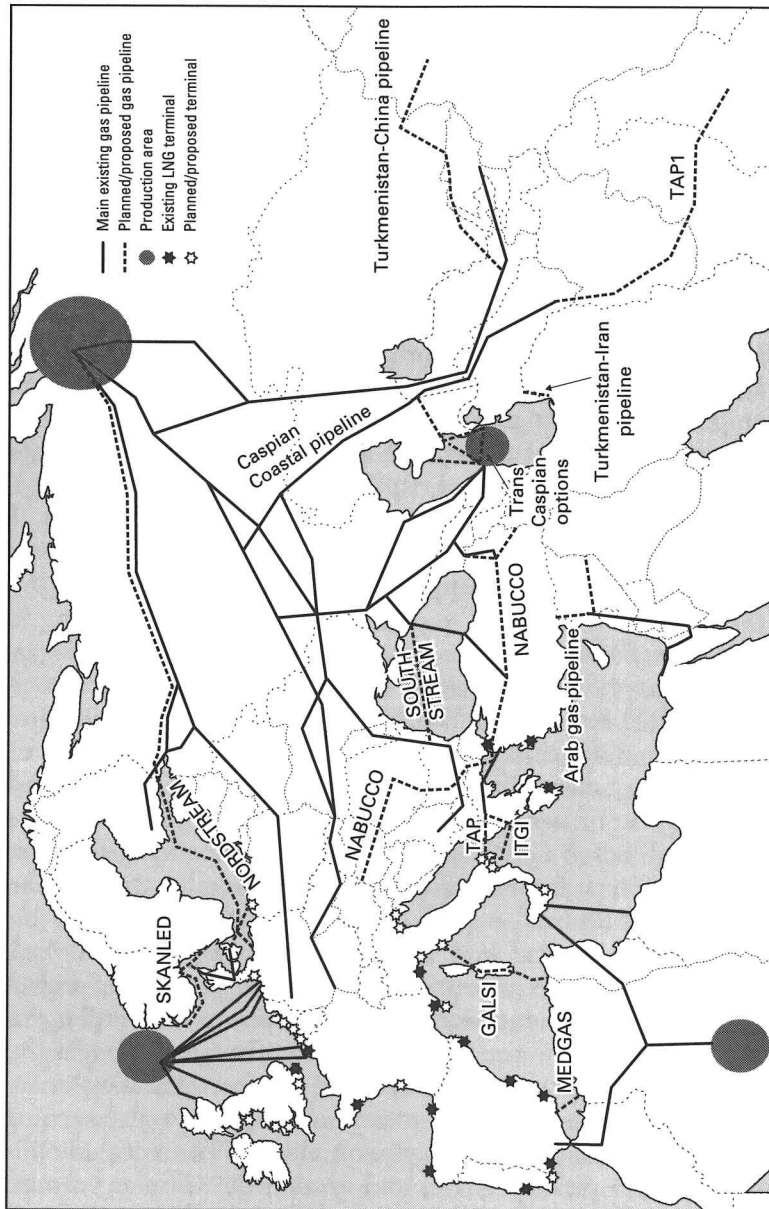 Main existing gas pipeline
Planned/proposed gas pipeline
Production area
Existing LNG terminal
Planned/proposed terminal
SKANLED
NORDSTREAM
Caspian
Coastal pipeline
Turkmenistan-China pipeline
NABUCCO
SOUTH
STREAM
Trans
Caspian
options
TAP1
Turkmenistan-Iran
pipeline
NABUCCO
TAP
ITGI
GALSI
MEDGAS
Arab gas pipeline